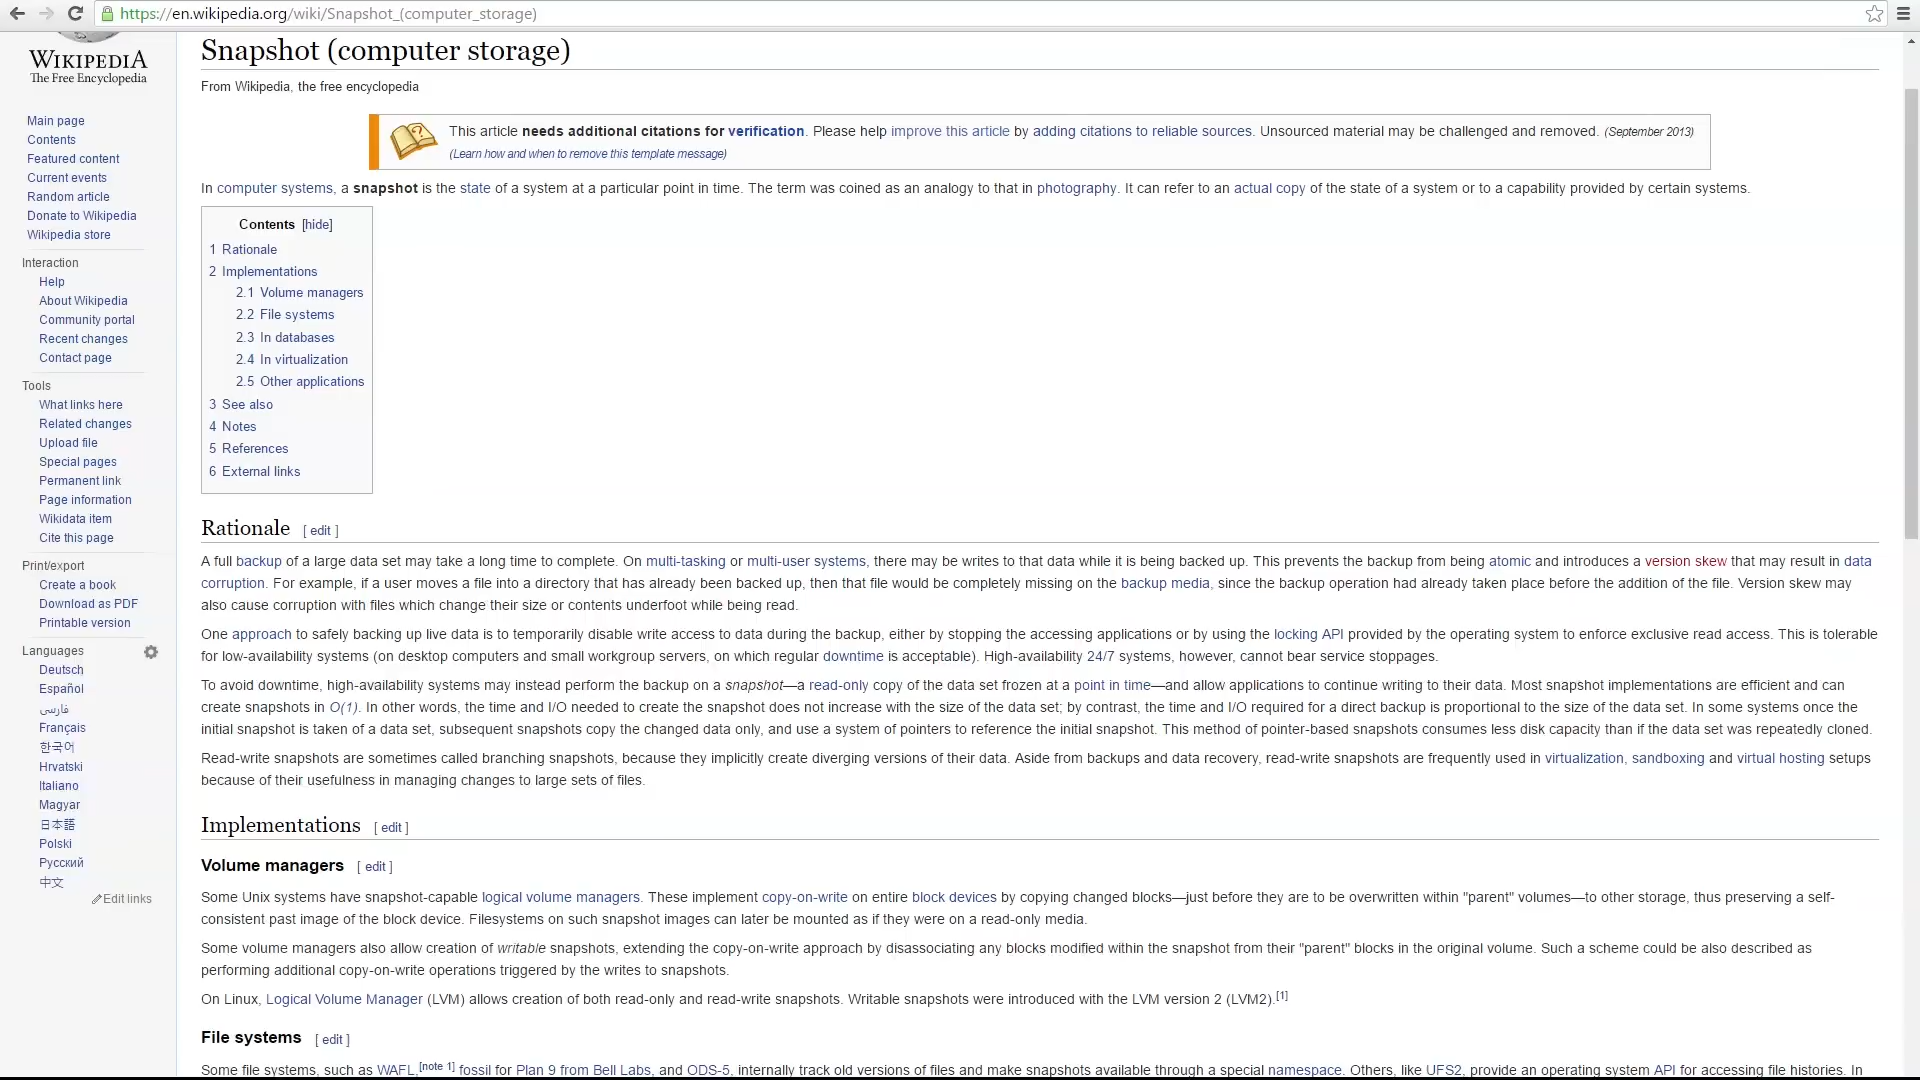 https://en.wikipedia.org/wiki/Snapshot_(computer_storage)
WIKIPEDIA
The Free Encyclopedia
Main page
Contents
Featured content
Current events
Random article
Donate to Wikipedia
Wikipedia store
Interaction
Help
About Wikipedia
Community portal
Recent changes
Contact page
Tools
What links here
Related changes
Upload file
Special pages
Permanent link
Page information
Wikidata item
Cite this page
Print/export
Create a book
Download as PDF
Printable version
Languages
Deutsch
Español
فارسی
Français
한국어
Hrvatski
Italiano
Magyar
日本語
Polski
Русский
中文
Edit links
Snapshot (computer storage)
From Wikipedia, the free encyclopedia
This article needs additional citations for verification. Please help improve this article by adding citations to reliable sources. Unsourced material may be challenged and removed. (September 2013)
(Learn how and when to remove this template message)
In computer systems, a snapshot is the state of a system at a particular point in time. The term was coined as an analogy to that in photography. It can refer to an actual copy of the state of a system or to a capability provided by certain systems.
Contents [hide]
1 Rationale
2 Implementations
2.1 Volume managers
2.2 File systems
2.3 In databases
2.4 In virtualization
2.5 Other applications
3 See also
4 Notes
5 References
6 External links
Rationale [ edit ]
A full backup of a large data set may take a long time to complete. On multi-tasking or multi-user systems, there may be writes to that data while it is being backed up. This prevents the backup from being atomic and introduces a version skew that may result in data
corruption. For example, if a user moves a file into a directory that has already been backed up, then that file would be completely missing on the backup media, since the backup operation had already taken place before the addition of the file. Version skew may
also cause corruption with files which change their size or contents underfoot while being read.
One approach to safely backing up live data is to temporarily disable write access to data during the backup, either by stopping the accessing applications or by using the locking API provided by the operating system to enforce exclusive read access. This is tolerable
for low-availability systems (on desktop computers and small workgroup servers, on which regular downtime is acceptable). High-availability 24/7 systems, however, cannot bear service stoppages.
To avoid downtime, high-availability systems may instead perform the backup on a snapshot—a read-only copy of the data set frozen at a point in time—and allow applications to continue writing to their data. Most snapshot implementations are efficient and can
create snapshots in O(1). In other words, the time and I/O needed to create the snapshot does not increase with the size of the data set; by contrast, the time and I/O required for a direct backup is proportional to the size of the data set. In some systems once the
initial snapshot is taken of a data set, subsequent snapshots copy the changed data only, and use a system of pointers to reference the initial snapshot. This method of pointer-based snapshots consumes less disk capacity than if the data set was repeatedly cloned.
Read-write snapshots are sometimes called branching snapshots, because they implicitly create diverging versions of their data. Aside from backups and data recovery, read-write snapshots are frequently used in virtualization, sandboxing and virtual hosting setups
because of their usefulness in managing changes to large sets of files.
Implementations [ edit ]
Volume managers [ edit ]
Some Unix systems have snapshot-capable logical volume managers. These implement copy-on-write on entire block devices by copying changed blocks—just before they are to be overwritten within "parent" volumes—to other storage, thus preserving a self-
consistent past image of the block device. Filesystems on such snapshot images can later be mounted as if they were on a read-only media.
Some volume managers also allow creation of writable snapshots, extending the copy-on-write approach by disassociating any blocks modified within the snapshot from their "parent" blocks in the original volume. Such a scheme could be also described as
performing additional copy-on-write operations triggered by the writes to snapshots.
On Linux, Logical Volume Manager (LVM) allows creation of both read-only and read-write snapshots. Writable snapshots were introduced with the LVM version 2 (LVM2).[1]
File systems [ edit ]
Some file systems, such as WAFL,[note 1] fossil for Plan 9 from Bell Labs, and ODS-5, internally track old versions of files and make snapshots available through a special namespace. Others, like UFS2, provide an operating system API for accessing file histories. In